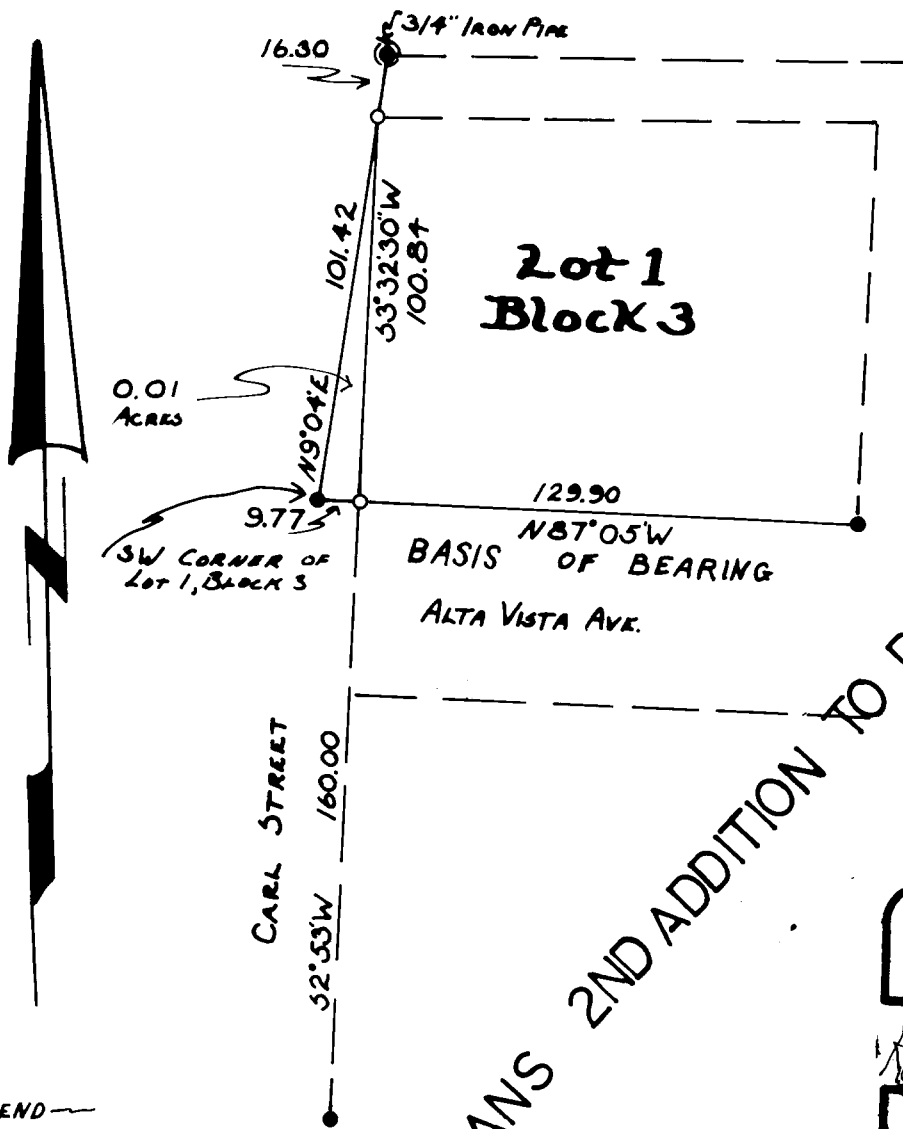 3/4" IRON PIPE
16.30
101.42
S3°32'30"W
100.84
Lot 1
Block 3
0.01
ACRES
N9°04'E
129.90
9.77
N87°05'W
SW CORNER OF
LOT 1, BLOCK 3
BASIS OF BEARING
ALTA VISTA AVE.
CARL STREET
160.00
S2°53'W
ANS 2ND ADDITION TO
END